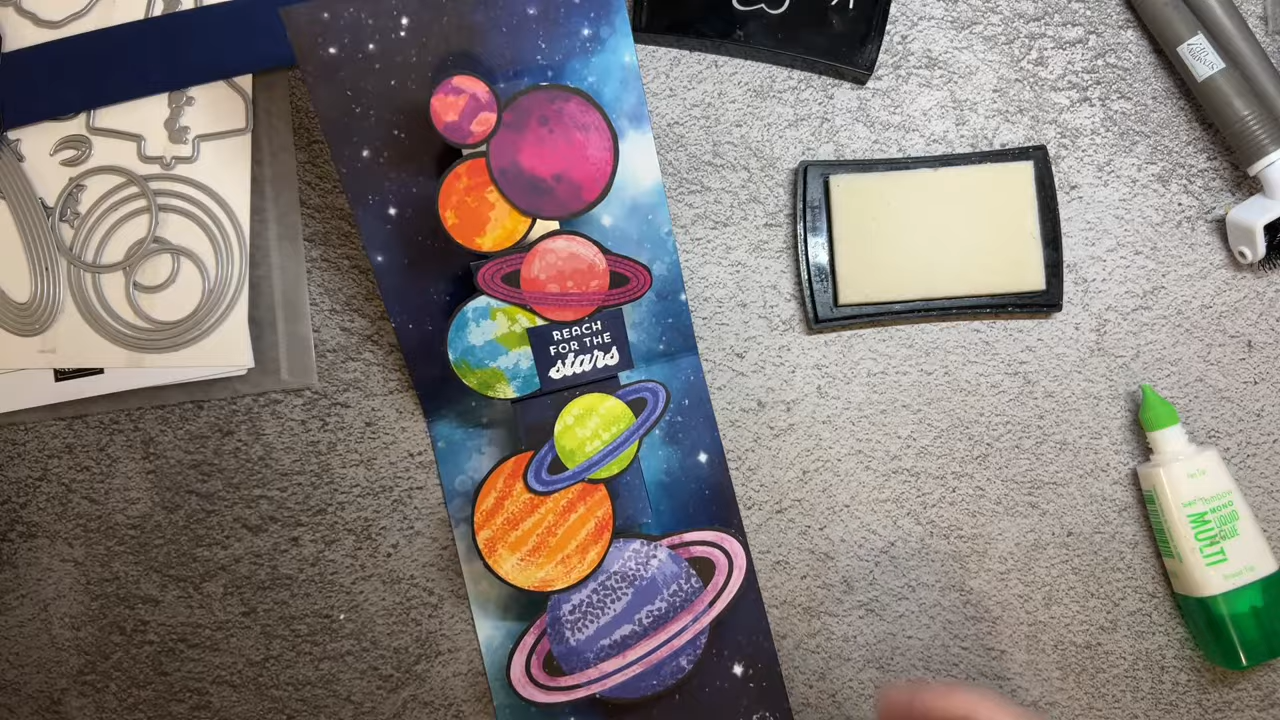 REACH
FOR THE
stars
Tombow
MONO
LIQUID
GLUE
MULTI